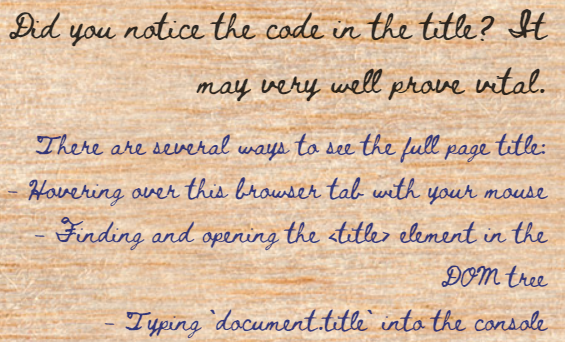 Did you notice the code in the title? It
may very well prove vital.
There are several ways to see the full page title:
- Hovering over this browser tab with your mouse
- Finding and opening the <title> element in the
DOM tree
- Typing `document.title` into the console